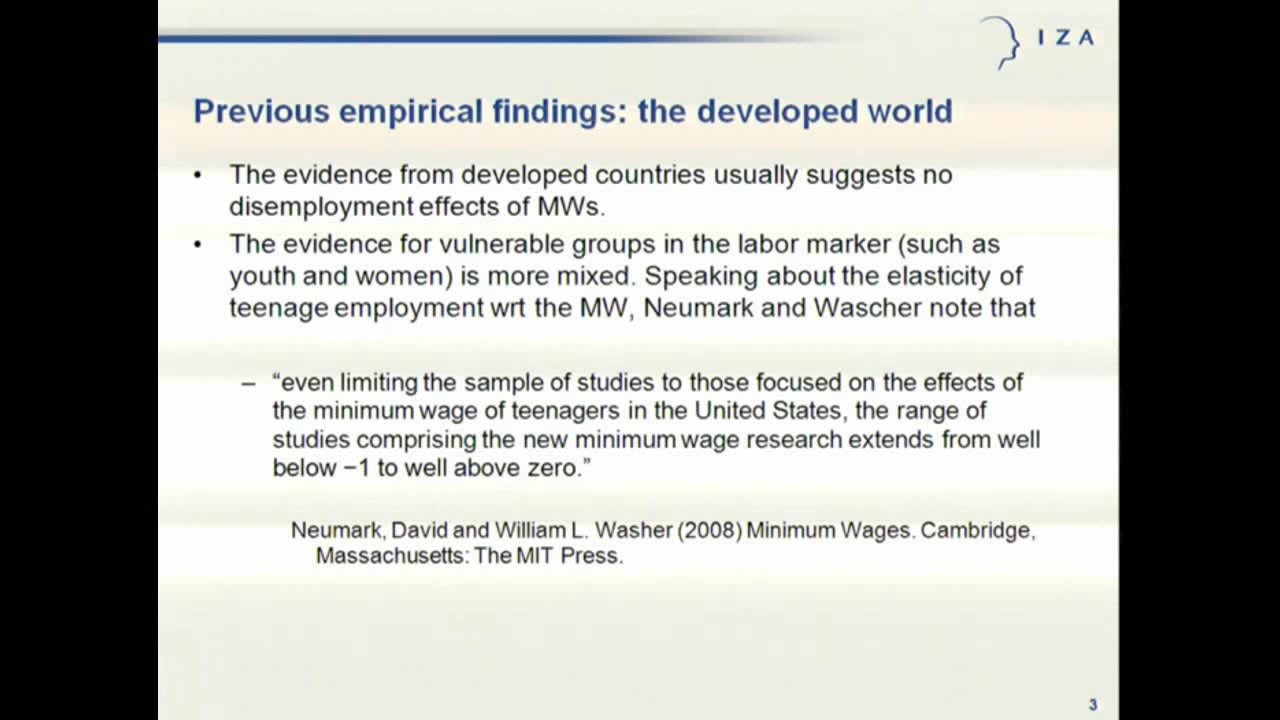 IZA
Previous empirical findings: the developed world
• The evidence from developed countries usually suggests no
disemployment effects of MWs.
• The evidence for vulnerable groups in the labor marker (such as
youth and women) is more mixed. Speaking about the elasticity of
teenage employment wrt the MW, Neumark and Wascher note that
– “even limiting the sample of studies to those focused on the effects of
the minimum wage of teenagers in the United States, the range of
studies comprising the new minimum wage research extends from well
below −1 to well above zero.”
Neumark, David and William L. Washer (2008) Minimum Wages. Cambridge,
Massachusetts: The MIT Press.
3